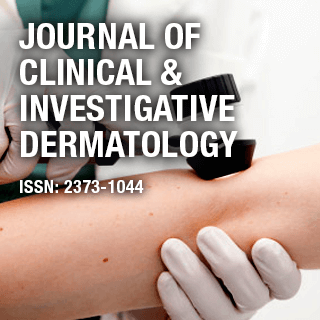 JOURNAL OF
CLINICAL &
INVESTIGATIVE
DERMATOLOGY
ISSN: 2373-1044